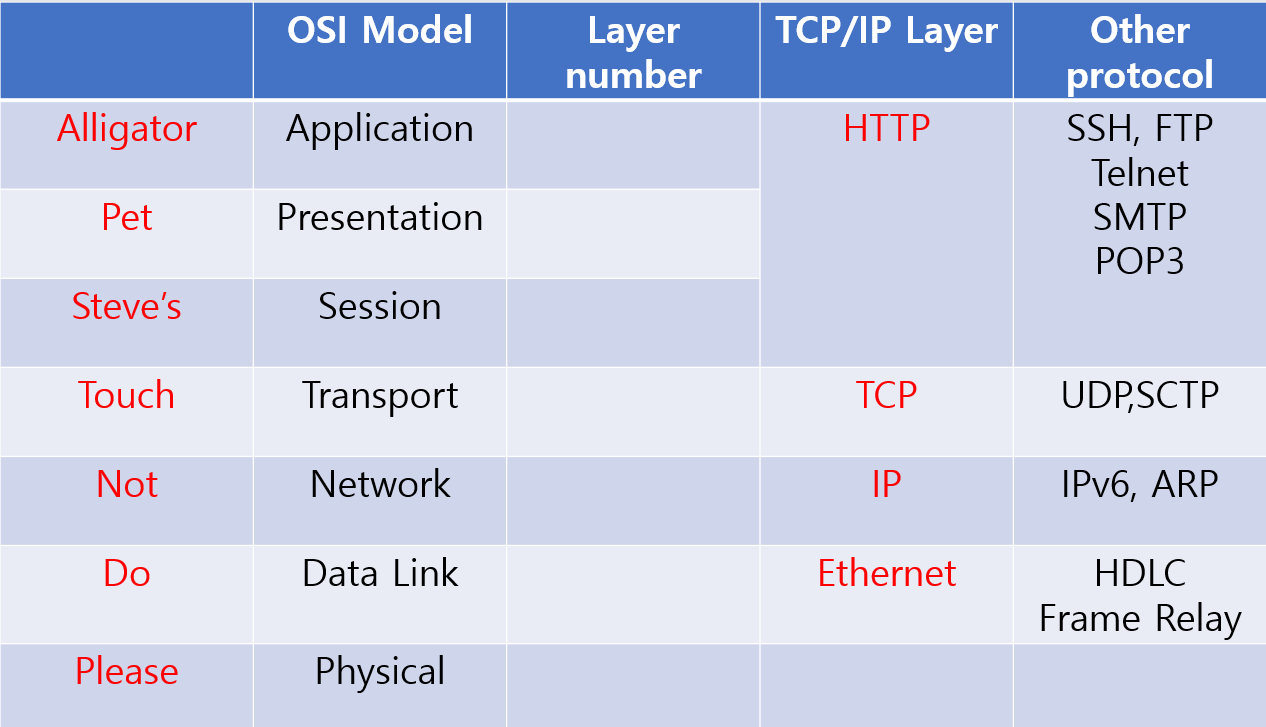 OSI Model
Layer
number
TCP/IP Layer
Other
protocol
Alligator
Application
HTTP
SSH, FTP
Telnet
SMTP
POP3
Pet
Presentation
Steve’s
Session
Touch
Transport
TCP
UDP,SCTP
Not
Network
IP
IPv6, ARP
Do
Data Link
Ethernet
HDLC
Frame Relay
Please
Physical